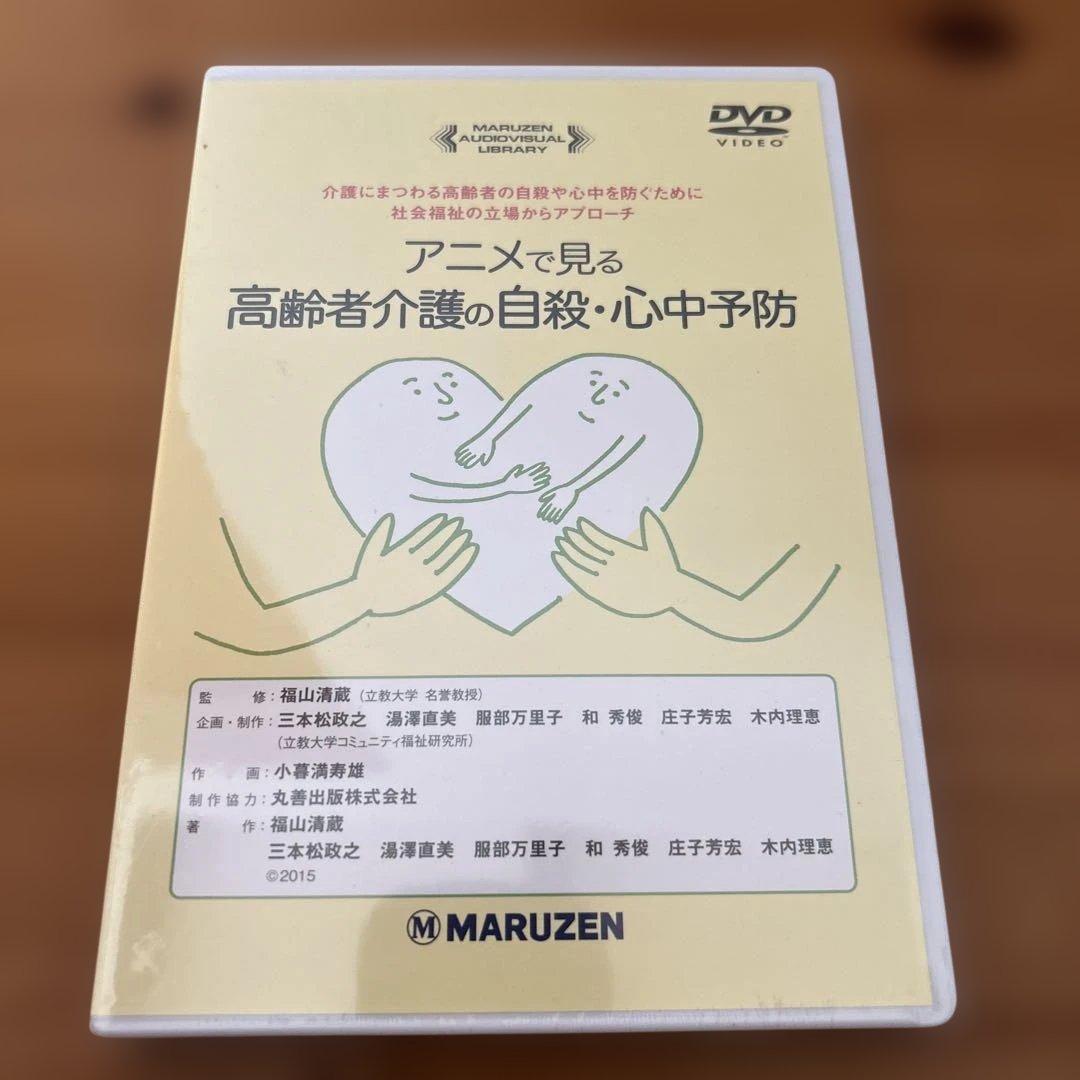 MARUZEN
AUDIOVISUAL
LIBRARY
DVD
VIDEO
介護にまつわる高齢者の自殺や心中を防ぐために
社会福祉の立場からアプローチ
アニメで見る
高齢者介護の自殺・心中予防
監 修：福山清蔵（立教大学 名誉教授）
企画・制作：三本松政之 湯澤直美 服部万里子 和 秀俊 庄子芳宏 木内理恵
（立教大学コミュニティ福祉研究所）
作 画：小暮満寿雄
制作協力：丸善出版株式会社
著 作：福山清蔵
三本松政之 湯澤直美 服部万里子 和 秀俊 庄子芳宏 木内理恵
©2015
M MARUZEN